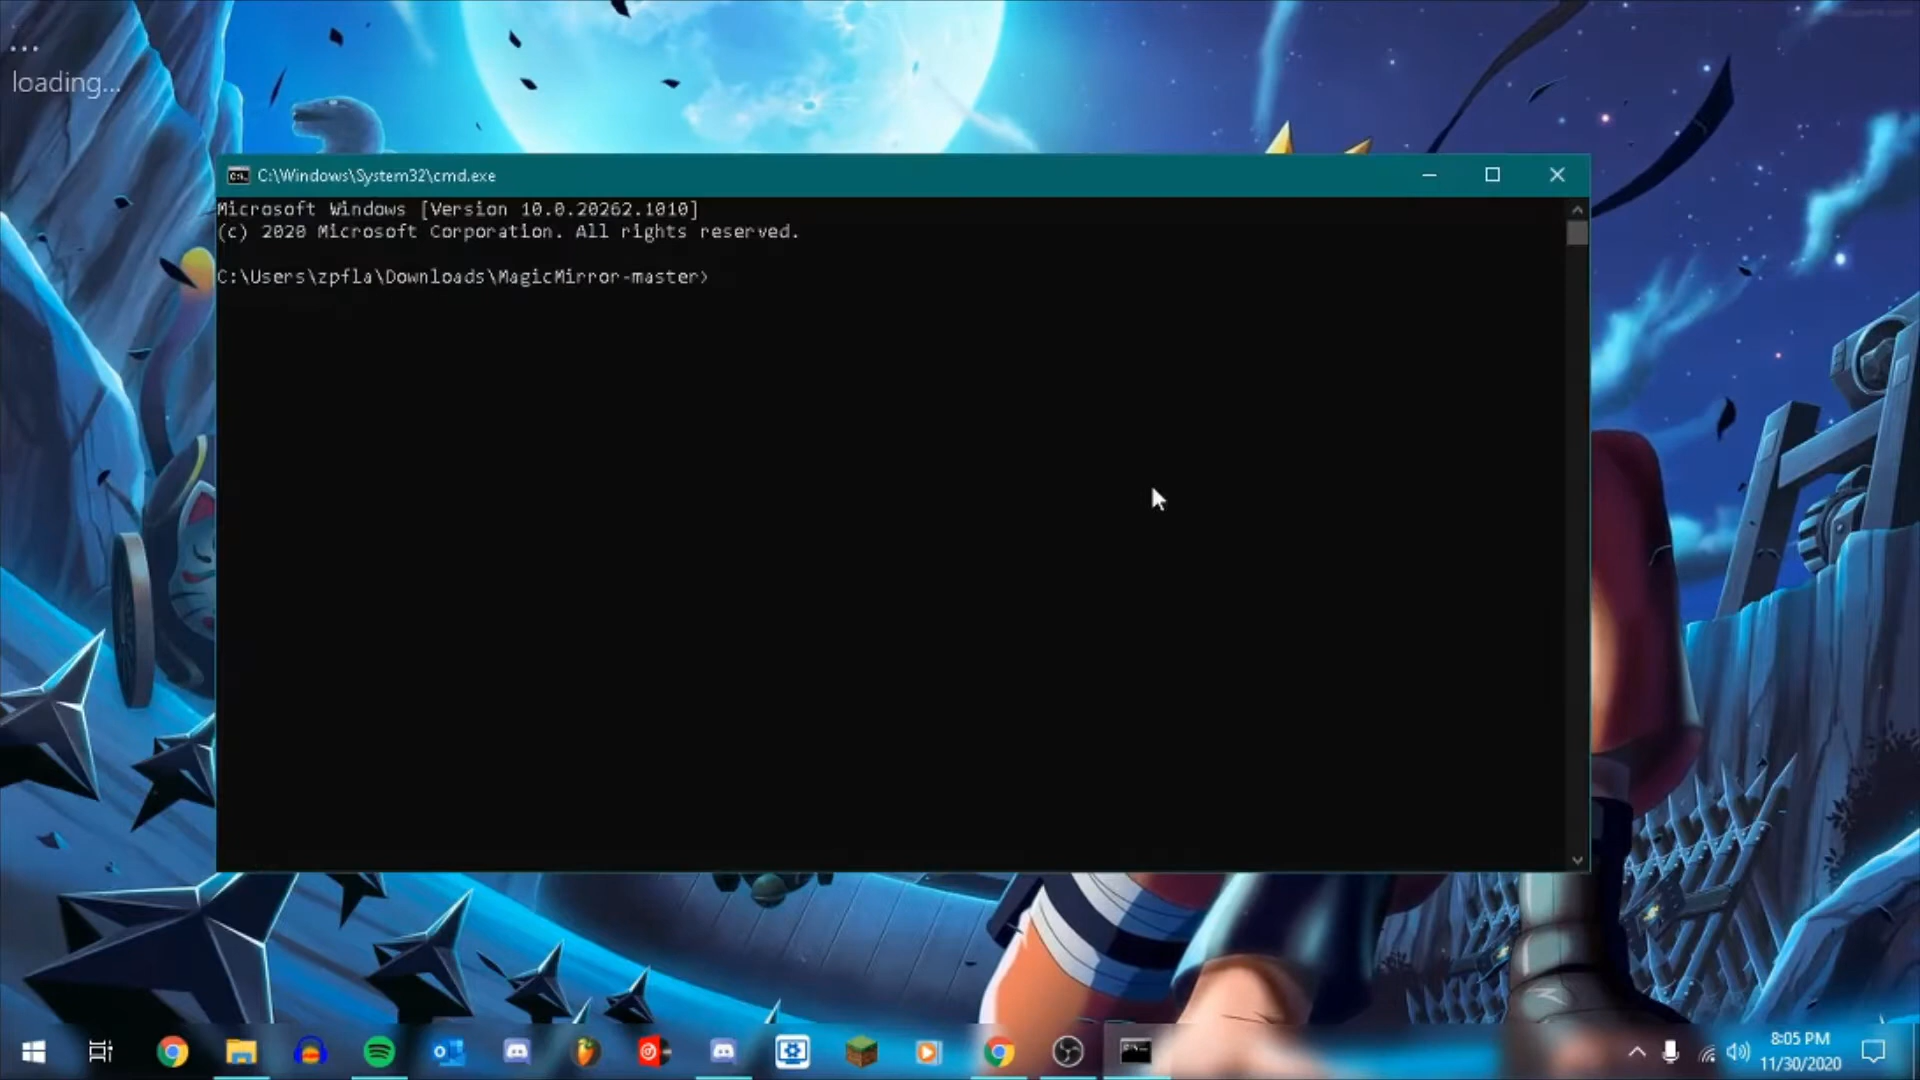 ...
loading...
C:\Windows\System32\cmd.exe
Microsoft Windows [Version 10.0.20262.1010]
(c) 2020 Microsoft Corporation. All rights reserved.
C:\Users\zpfla\Downloads\MagicMirror-master>
8:05 PM
11/30/2020